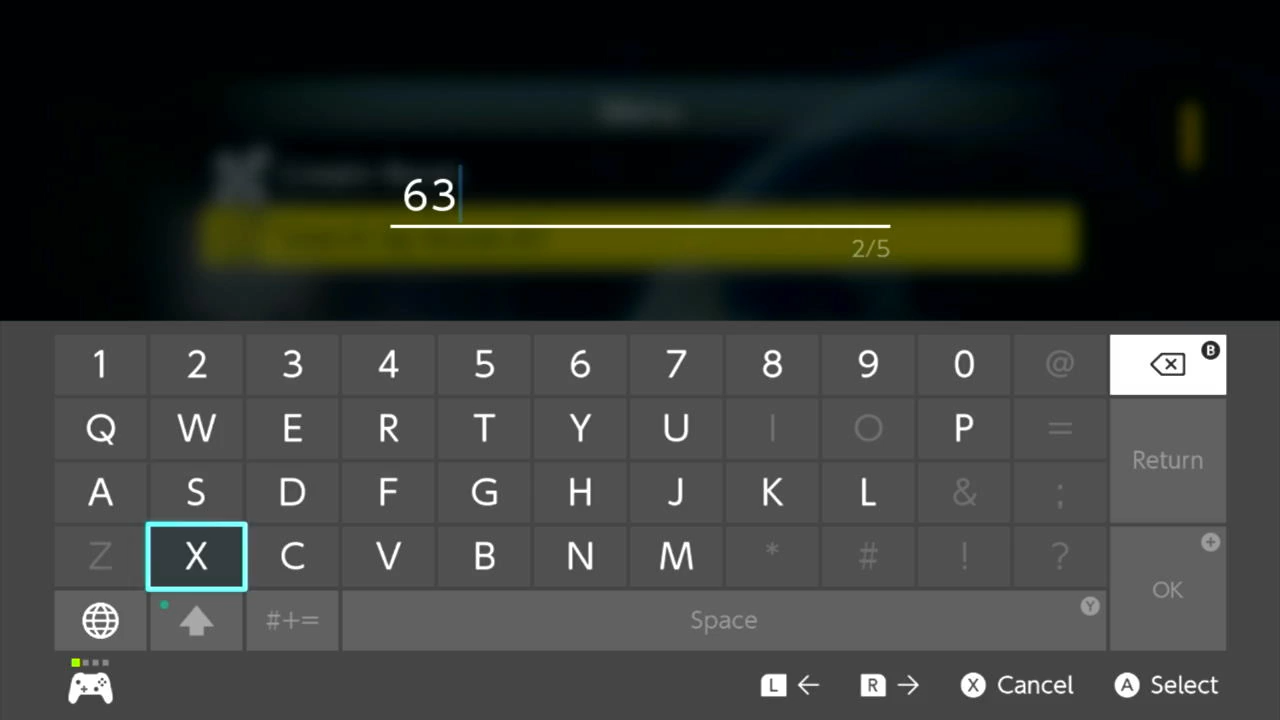 63
2/5
1 2 3 4 5 6 7 8 9 0 @ B
Q W E R T Y U I O P =
Return
A S D F G H J K L & ;
Z X C V B N M * # ! ? +
OK
#+= Space Y
L ← R → X Cancel A Select